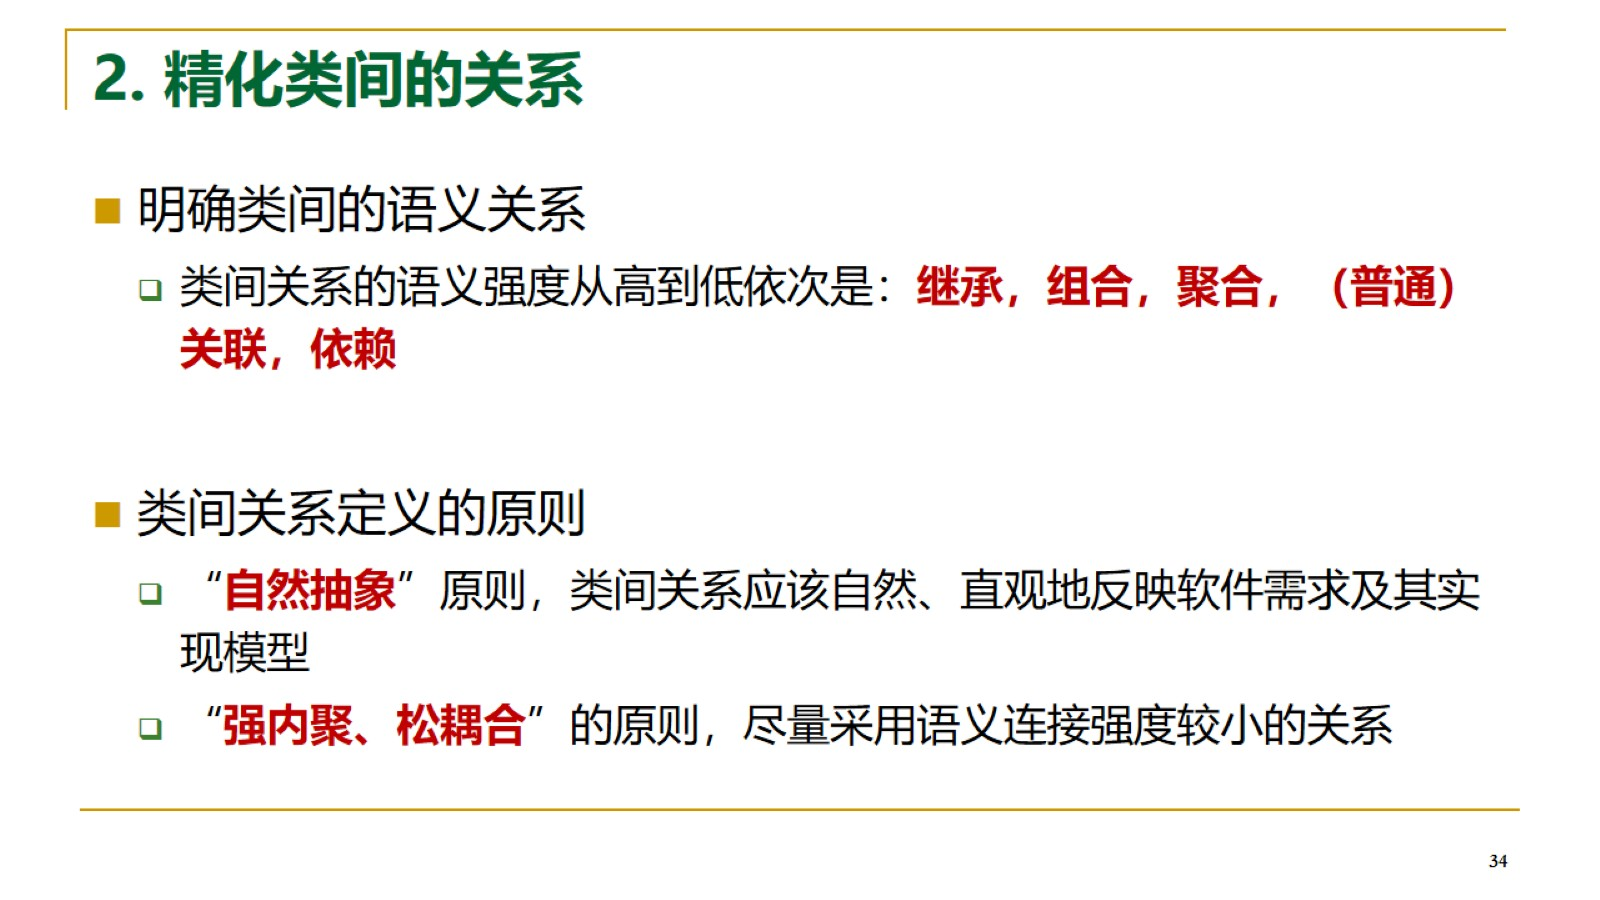 2. 精化类间的关系
明确类间的语义关系
类间关系的语义强度从高到低依次是：继承，组合，聚合，（普通）
关联，依赖
类间关系定义的原则
“自然抽象”原则，类间关系应该自然、直观地反映软件需求及其实
现模型
“强内聚、松耦合”的原则，尽量采用语义连接强度较小的关系
34